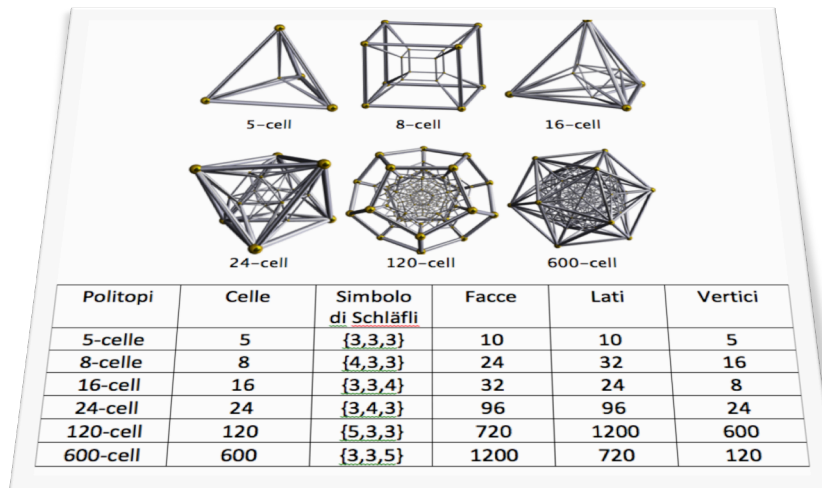 5-cell 8-cell 16-cell
24-cell 120-cell 600-cell
Politopi Celle Simbolo di Schläfli Facce Lati Vertici
5-celle 5 {3,3,3} 10 10 5
8-celle 8 {4,3,3} 24 32 16
16-cell 16 {3,3,4} 32 24 8
24-cell 24 {3,4,3} 96 96 24
120-cell 120 {5,3,3} 720 1200 600
600-cell 600 {3,3,5} 1200 720 120